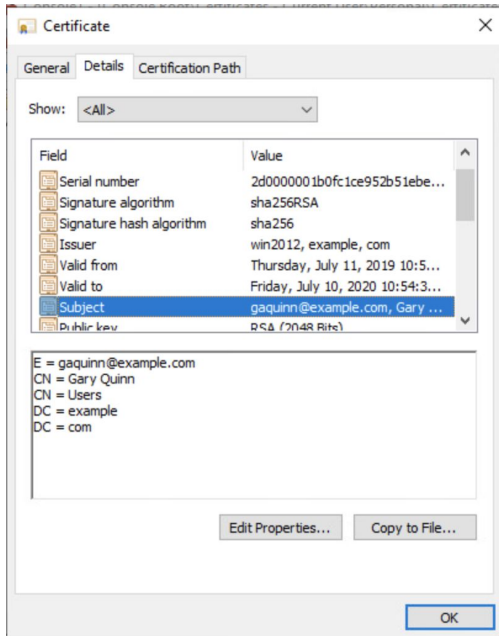 Certificate
General Details Certification Path
Show: <All>
Field Value
Serial number 2d0000001b0fc1ce952b51ebe...
Signature algorithm sha256RSA
Signature hash algorithm sha256
Issuer win2012, example, com
Valid from Thursday, July 11, 2019 10:5...
Valid to Friday, July 10, 2020 10:54:3...
Subject gaquinn@example.com, Gary ...
Public key RSA (2048 Bits)
E = gaquinn@example.com
CN = Gary Quinn
CN = Users
DC = example
DC = com
Edit Properties... Copy to File...
OK